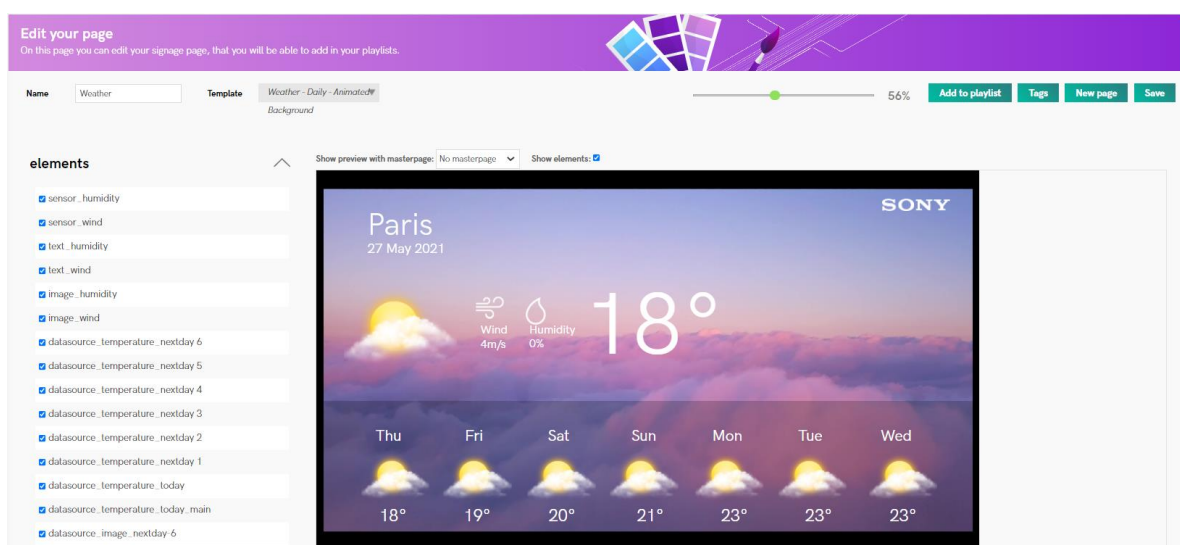 Edit your page
On this page you can edit your signage page, that you will be able to add in your playlists.
Name Weather Template Weather - Daily - Animated Background 56% Add to playlist Tags New page Save
elements
Show preview with masterpage: No masterpage Show elements:
sensor_humidity
sensor_wind
text_humidity
text_wind
image_humidity
image_wind
datasource_temperature_nextday 6
datasource_temperature_nextday 5
datasource_temperature_nextday 4
datasource_temperature_nextday 3
datasource_temperature_nextday 2
datasource_temperature_nextday 1
datasource_temperature_today
datasource_temperature_today_main
datasource_image_nextday-6
SONY
Paris
27 May 2021
Wind Humidity
4m/s 0%
18°
Thu Fri Sat Sun Mon Tue Wed
18° 19° 20° 21° 23° 23° 23°